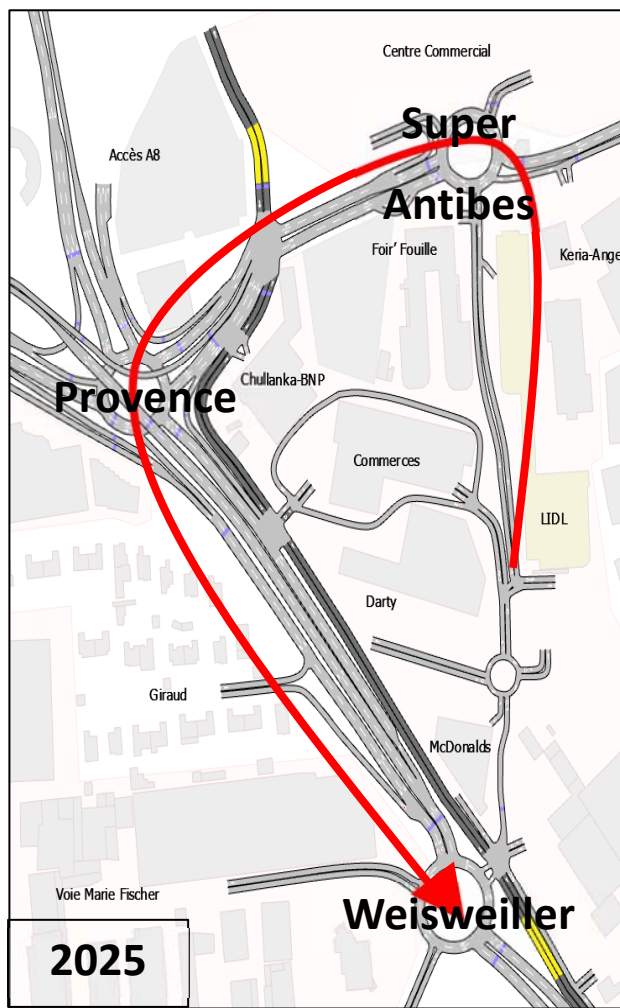 Centre Commercial
Super
Accès A8
Antibes
Foir' Fouille
Keria-Ange
Chullanka-BNP
Provence
Commerces
LIDL
Darty
Giraud
McDonalds
Voie Marie Fischer
Weisweiller
2025